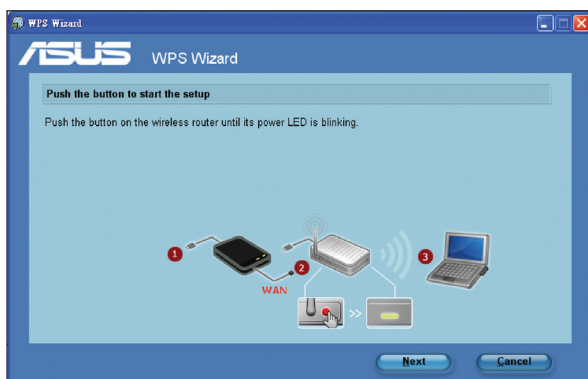 WPS Wizard
ASUS WPS Wizard
Push the button to start the setup
Push the button on the wireless router until its power LED is blinking.
1
2
3
WAN
>>
Next Cancel